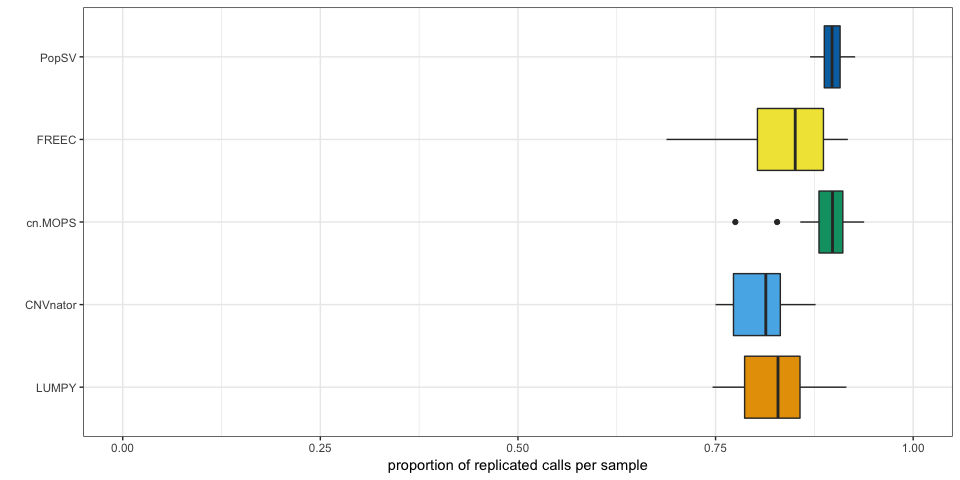 PopSV
FREEC
cn.MOPS
CNVnator
LUMPY
0.00 0.25 0.50 0.75 1.00
proportion of replicated calls per sample